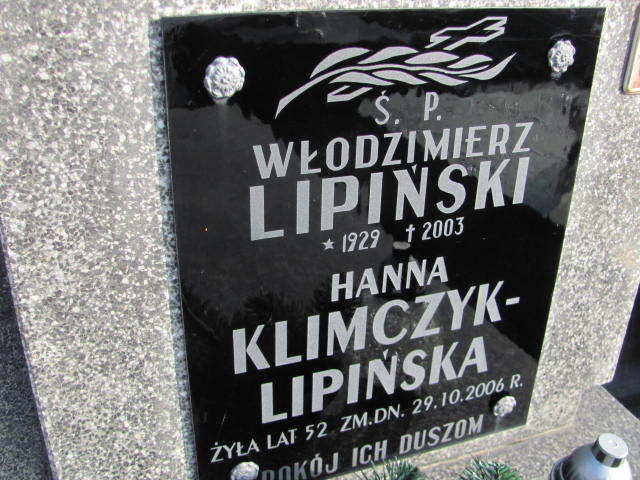 Ś. P.
WŁODZIMIERZ
LIPIŃSKI
* 1929 † 2003
HANNA
KLIMCZYK-
LIPIŃSKA
ŻYŁA LAT 52 ZM.DN. 29.10.2006 R.
POKÓJ ICH DUSZOM